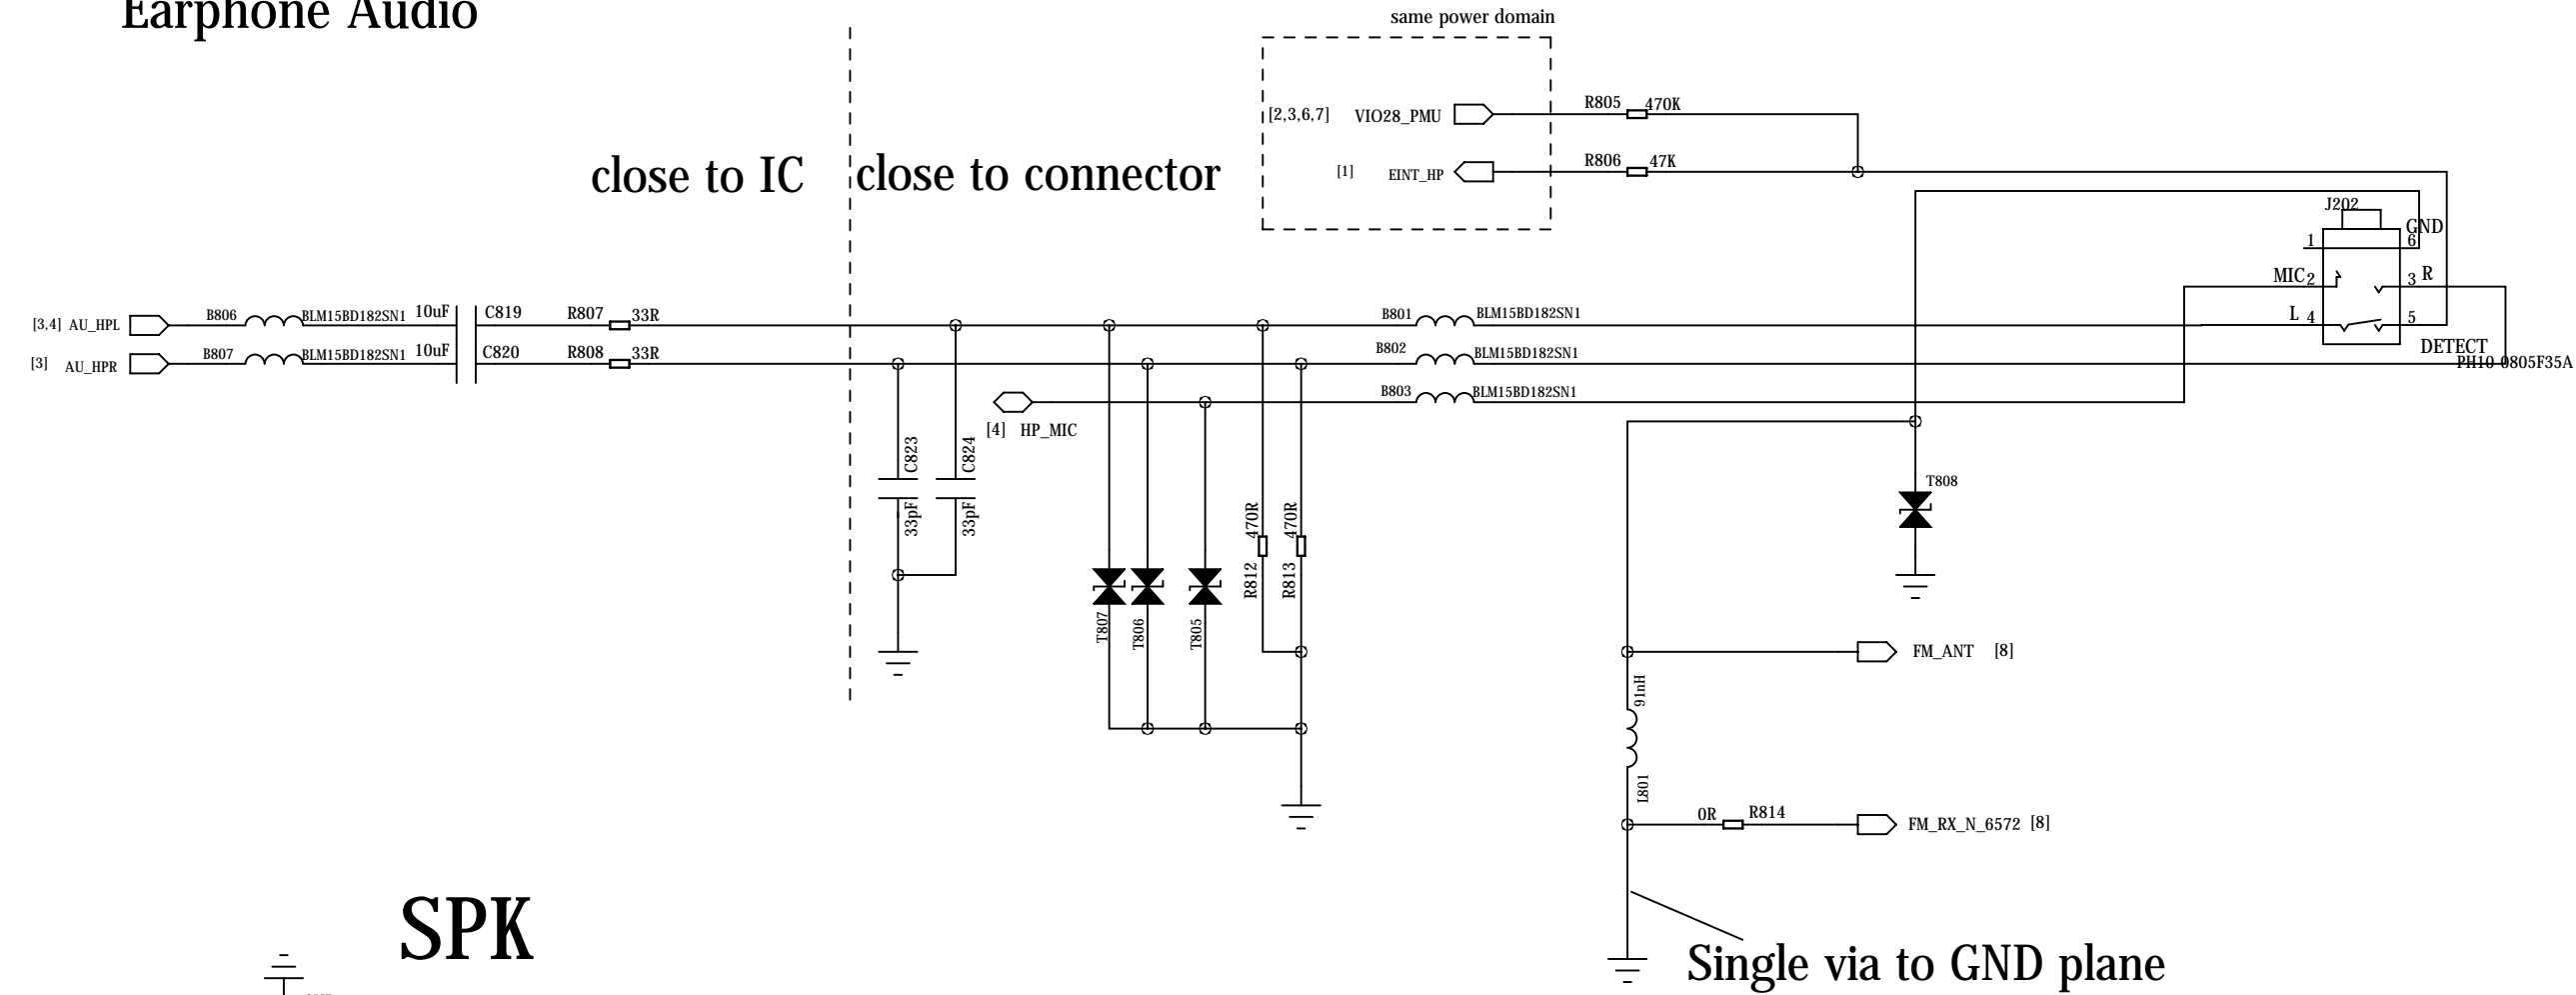 Earphone Audio
same power domain
[2,3,6,7] VIO28_PMU R805 470K
close to IC close to connector
[1] EINT_HP R806 47K
J202
GND
1 6
MIC 2 3 R
[3,4] AU_HPL B806 BLM15BD182SN1 10uF C819 R807 33R B801 BLM15BD182SN1 L 4 5
[3] AU_HPR B807 BLM15BD182SN1 10uF C820 R808 33R B802 BLM15BD182SN1 DETECT
PH10-0805F35A
B803 BLM15BD182SN1
[4] HP_MIC
C823 C824
33pF 33pF
T808
470R 470R
R812 R813
T807 T806 T805
FM_ANT [8]
91nH
L801
0R R814 FM_RX_N_6572 [8]
SPK
Single via to GND plane